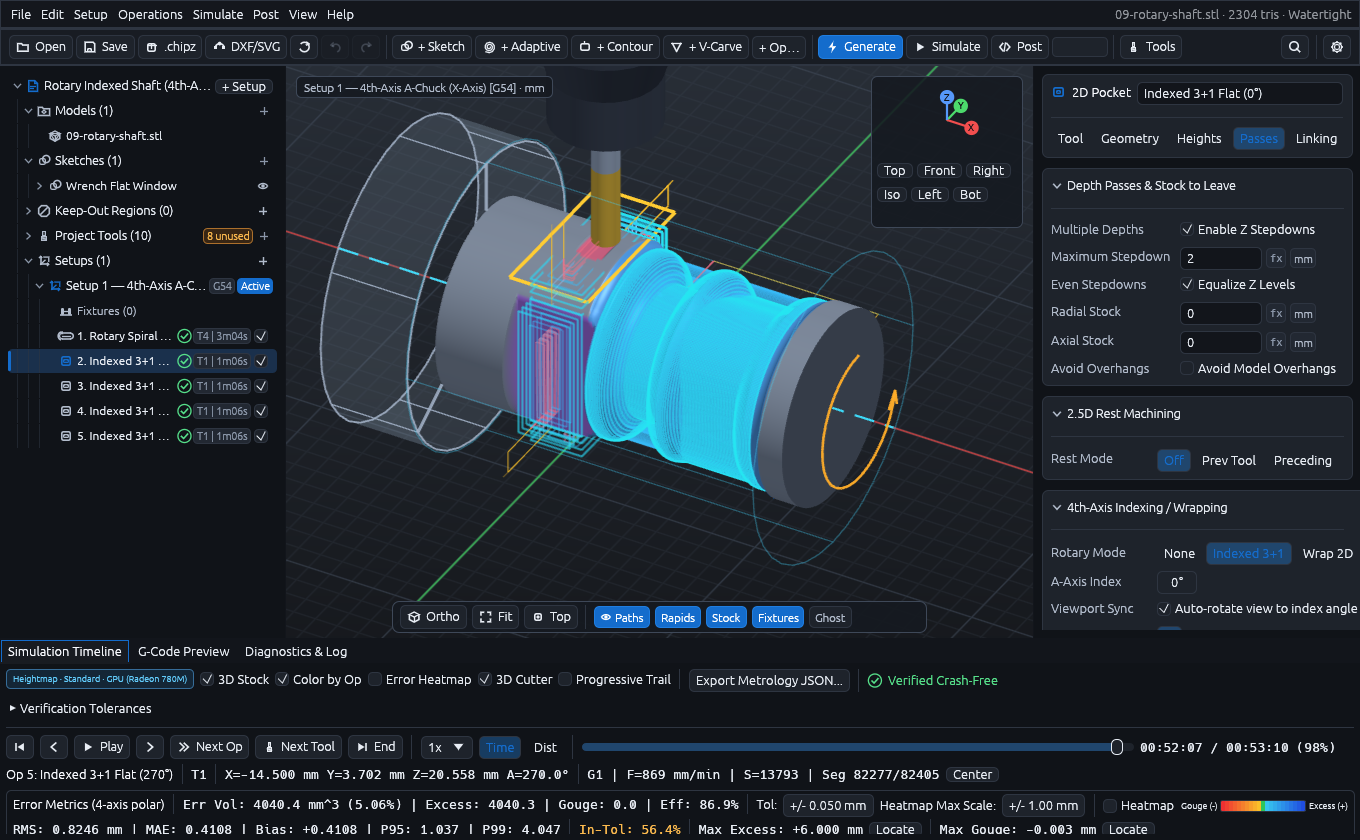 File Edit Setup Operations Simulate Post View Help 09-rotary-shaft.stl · 2304 tris · Watertight
Open Save .chipz DXF/SVG + Sketch + Adaptive + Contour + V-Carve + Op... Generate Simulate Post Tools
Rotary Indexed Shaft (4th-A... + Setup
Models (1) +
09-rotary-shaft.stl
Sketches (1) +
Wrench Flat Window
Keep-Out Regions (0) +
Project Tools (10) 8 unused +
Setups (1) +
Setup 1 — 4th-Axis A-C... G54 Active
Fixtures (0)
1. Rotary Spiral ... T4 | 3m04s
2. Indexed 3+1 ... T1 | 1m06s
3. Indexed 3+1 ... T1 | 1m06s
4. Indexed 3+1 ... T1 | 1m06s
5. Indexed 3+1 ... T1 | 1m06s
Setup 1 — 4th-Axis A-Chuck (X-Axis) [G54] · mm
Z
Y
X
Top Front Right
Iso Left Bot
Ortho Fit Top Paths Rapids Stock Fixtures Ghost
2D Pocket Indexed 3+1 Flat (0°)
Tool Geometry Heights Passes Linking
Depth Passes & Stock to Leave
Multiple Depths Enable Z Stepdowns
Maximum Stepdown 2 fx mm
Even Stepdowns Equalize Z Levels
Radial Stock 0 fx mm
Axial Stock 0 fx mm
Avoid Overhangs Avoid Model Overhangs
2.5D Rest Machining
Rest Mode Off Prev Tool Preceding
4th-Axis Indexing / Wrapping
Rotary Mode None Indexed 3+1 Wrap 2D
A-Axis Index 0°
Viewport Sync Auto-rotate view to index angle
Simulation Timeline G-Code Preview Diagnostics & Log
Heightmap · Standard · GPU (Radeon 780M) 3D Stock Color by Op Error Heatmap 3D Cutter Progressive Trail Export Metrology JSON... Verified Crash-Free
Verification Tolerances
Play Next Op Next Tool End 1x Time Dist 00:52:07 / 00:53:10 (98%)
Op 5: Indexed 3+1 Flat (270°) T1 X=-14.500 mm Y=3.702 mm Z=20.558 mm A=270.0° G1 | F=869 mm/min | S=13793 | Seg 82277/82405 Center
Error Metrics (4-axis polar) Err Vol: 4040.4 mm^3 (5.06%) | Excess: 4040.3 | Gouge: 0.0 | Eff: 86.9% Tol: +/- 0.050 mm Heatmap Max Scale: +/- 1.00 mm Heatmap Gouge (-) Excess (+)
RMS: 0.8246 mm | MAE: 0.4108 | Bias: +0.4108 | P95: 1.037 | P99: 4.047 In-Tol: 56.4% Max Excess: +6.000 mm Locate Max Gouge: -0.003 mm Locate